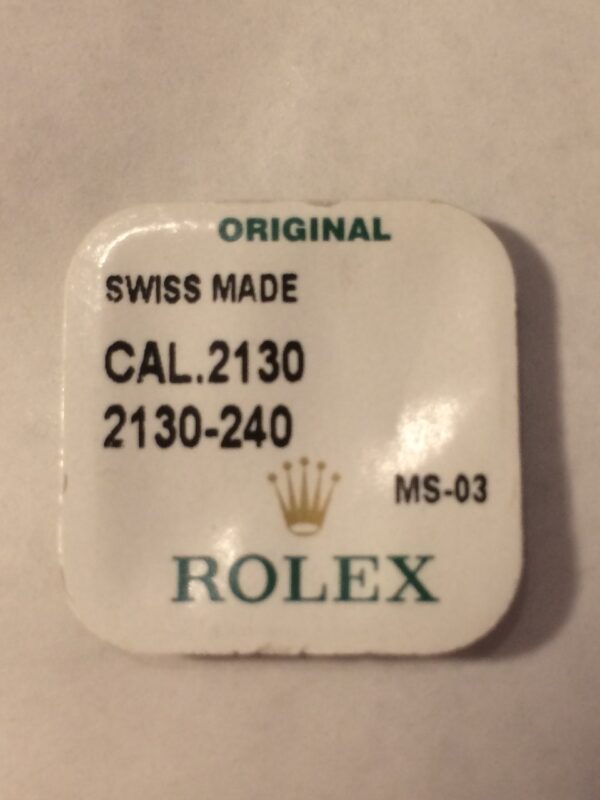 ORIGINAL
SWISS MADE
CAL.2130
2130-240
MS-03
ROLEX